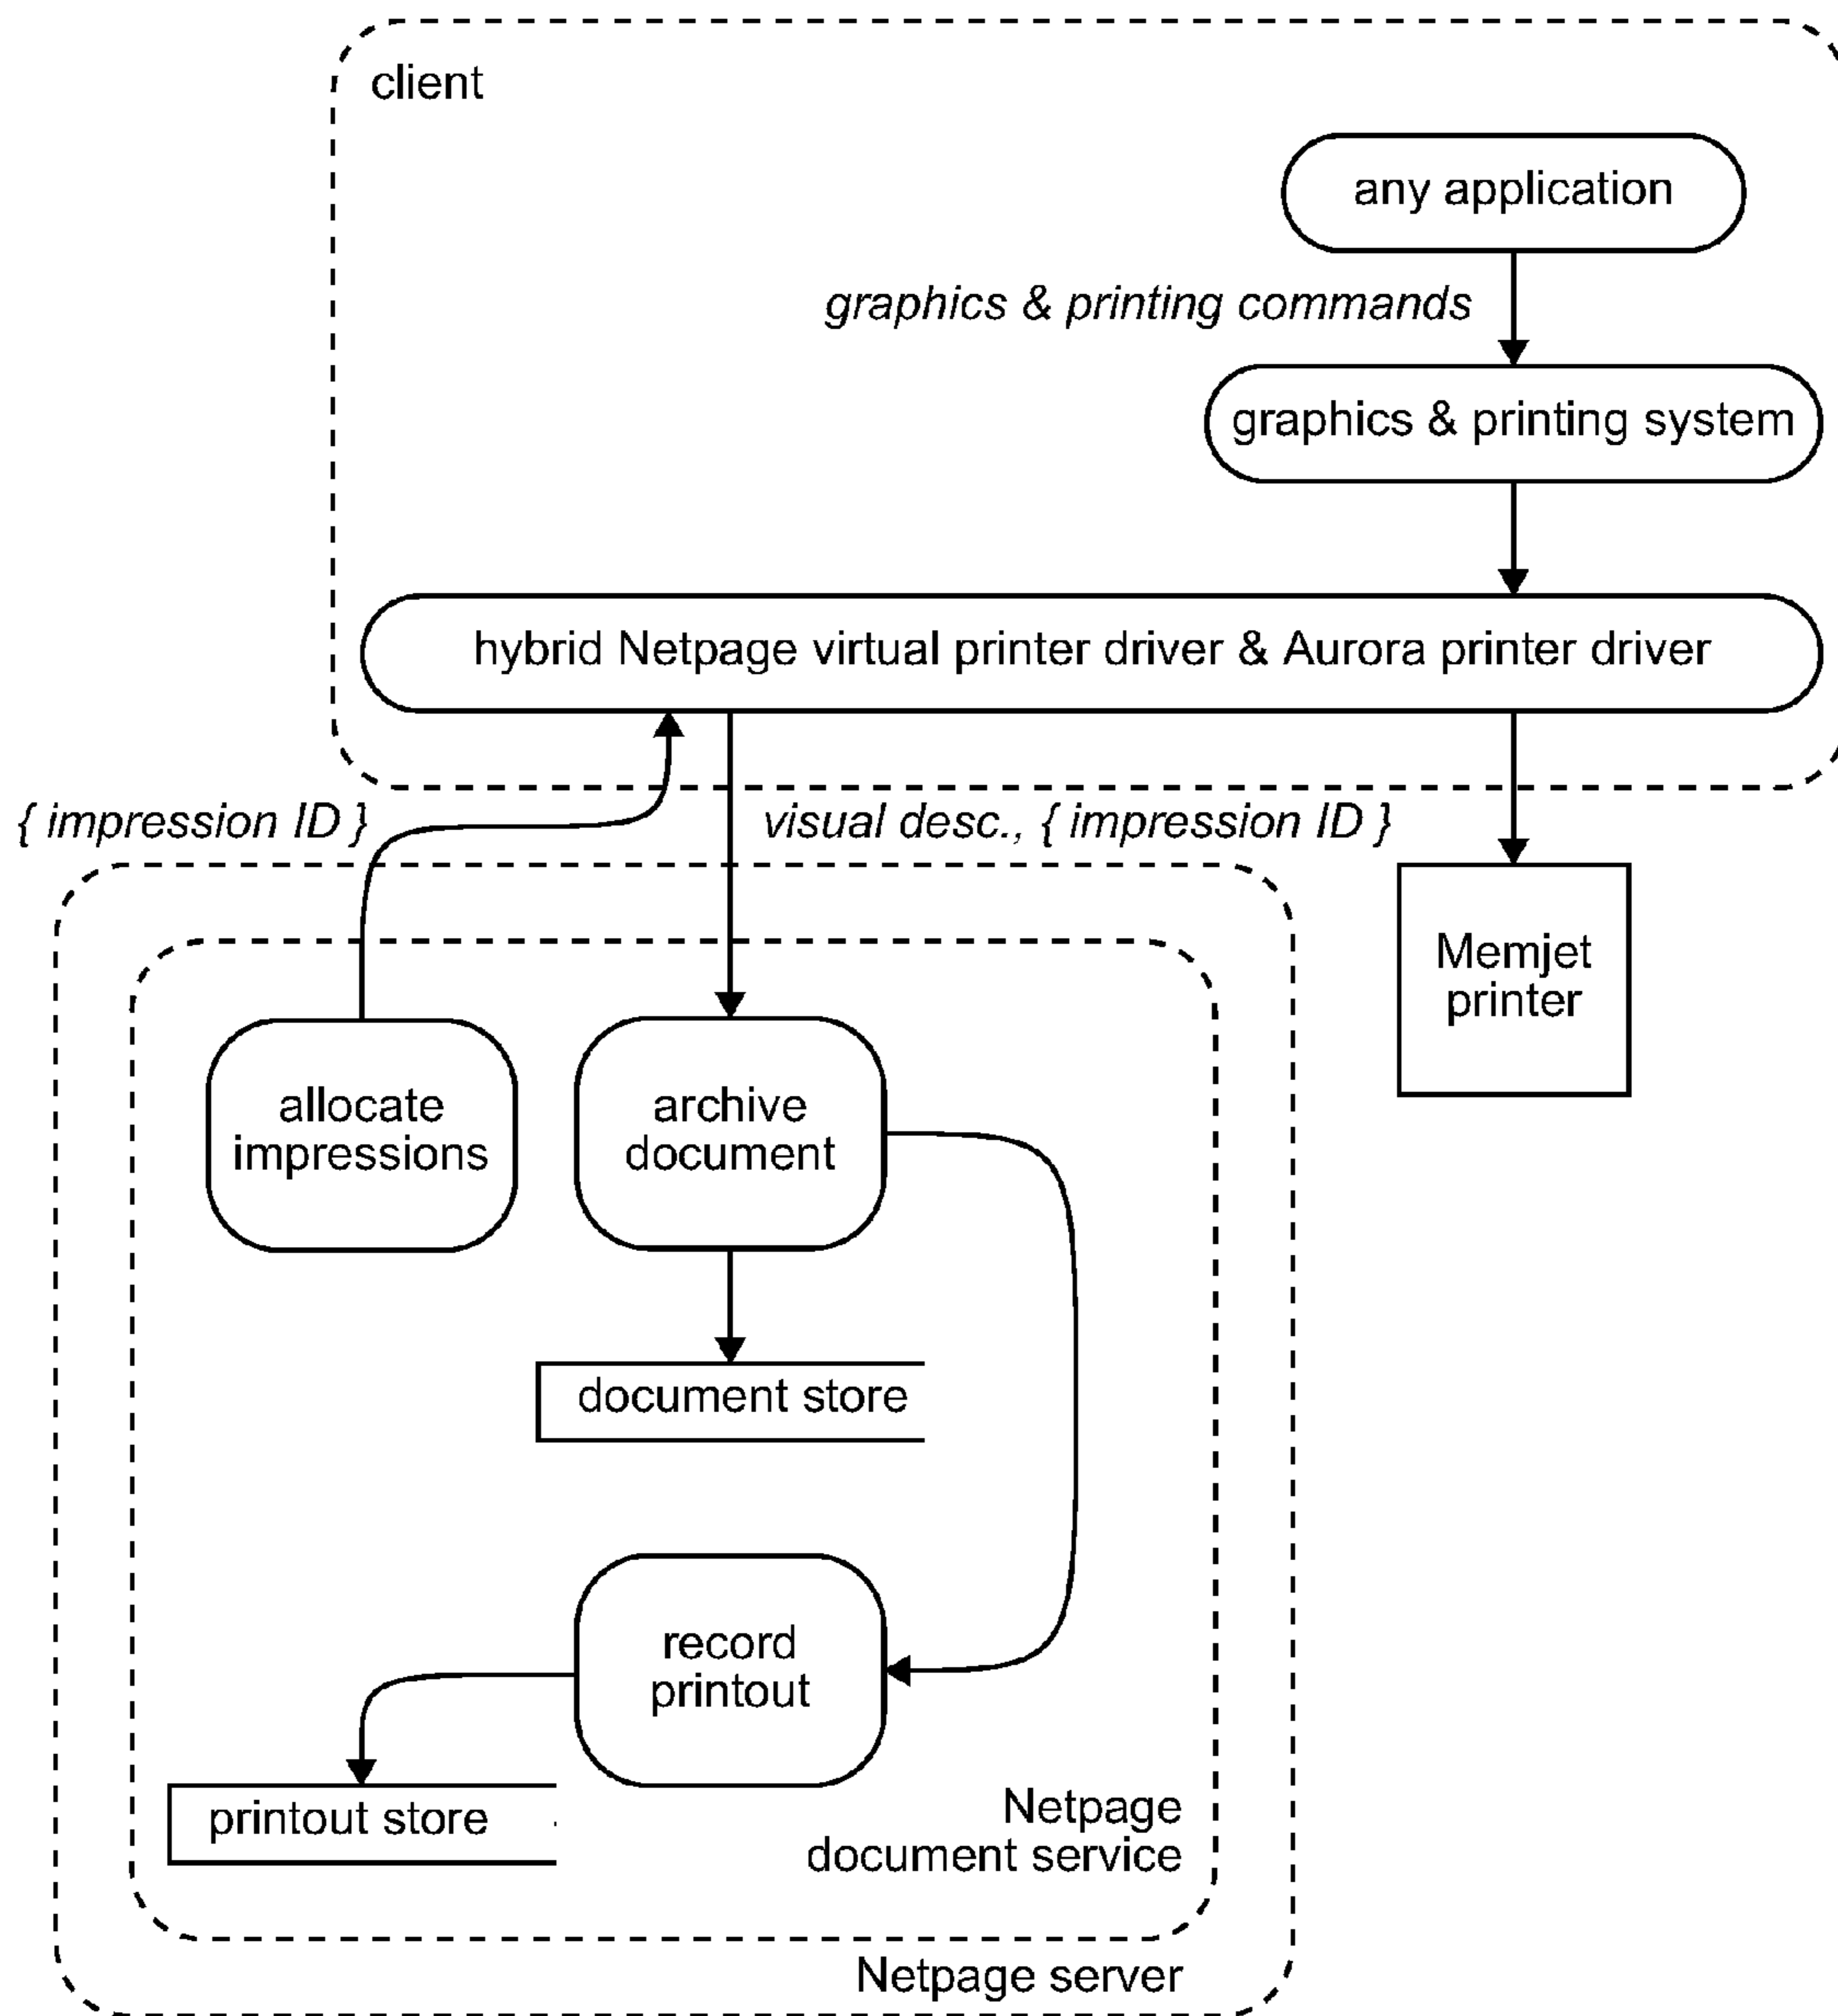 client
any application
graphics & printing commands
graphics & printing system
hybrid Netpage virtual printer driver & Aurora printer driver
{ impression ID }
visual desc., { impression ID }
Memjet
printer
allocate
impressions
archive
document
document store
record
printout
printout store
Netpage
document service
Netpage server